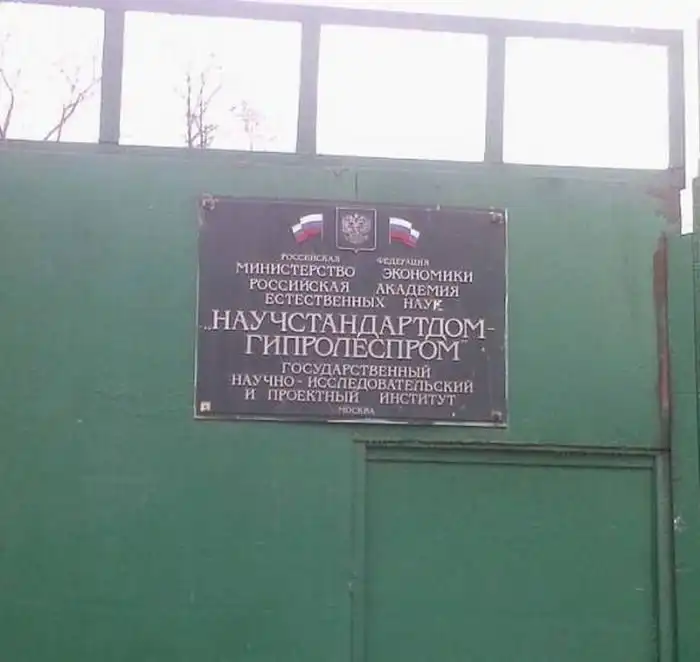 РОССИЙСКАЯ ФЕДЕРАЦИЯ
МИНИСТЕРСТВО ЭКОНОМИКИ
РОССИЙСКАЯ АКАДЕМИЯ
ЕСТЕСТВЕННЫХ НАУК
„НАУЧСТАНДАРТДОМ-
ГИПРОЛЕСПРОМ"
ГОСУДАРСТВЕННЫЙ
НАУЧНО-ИССЛЕДОВАТЕЛЬСКИЙ
И ПРОЕКТНЫЙ ИНСТИТУТ
МОСКВА